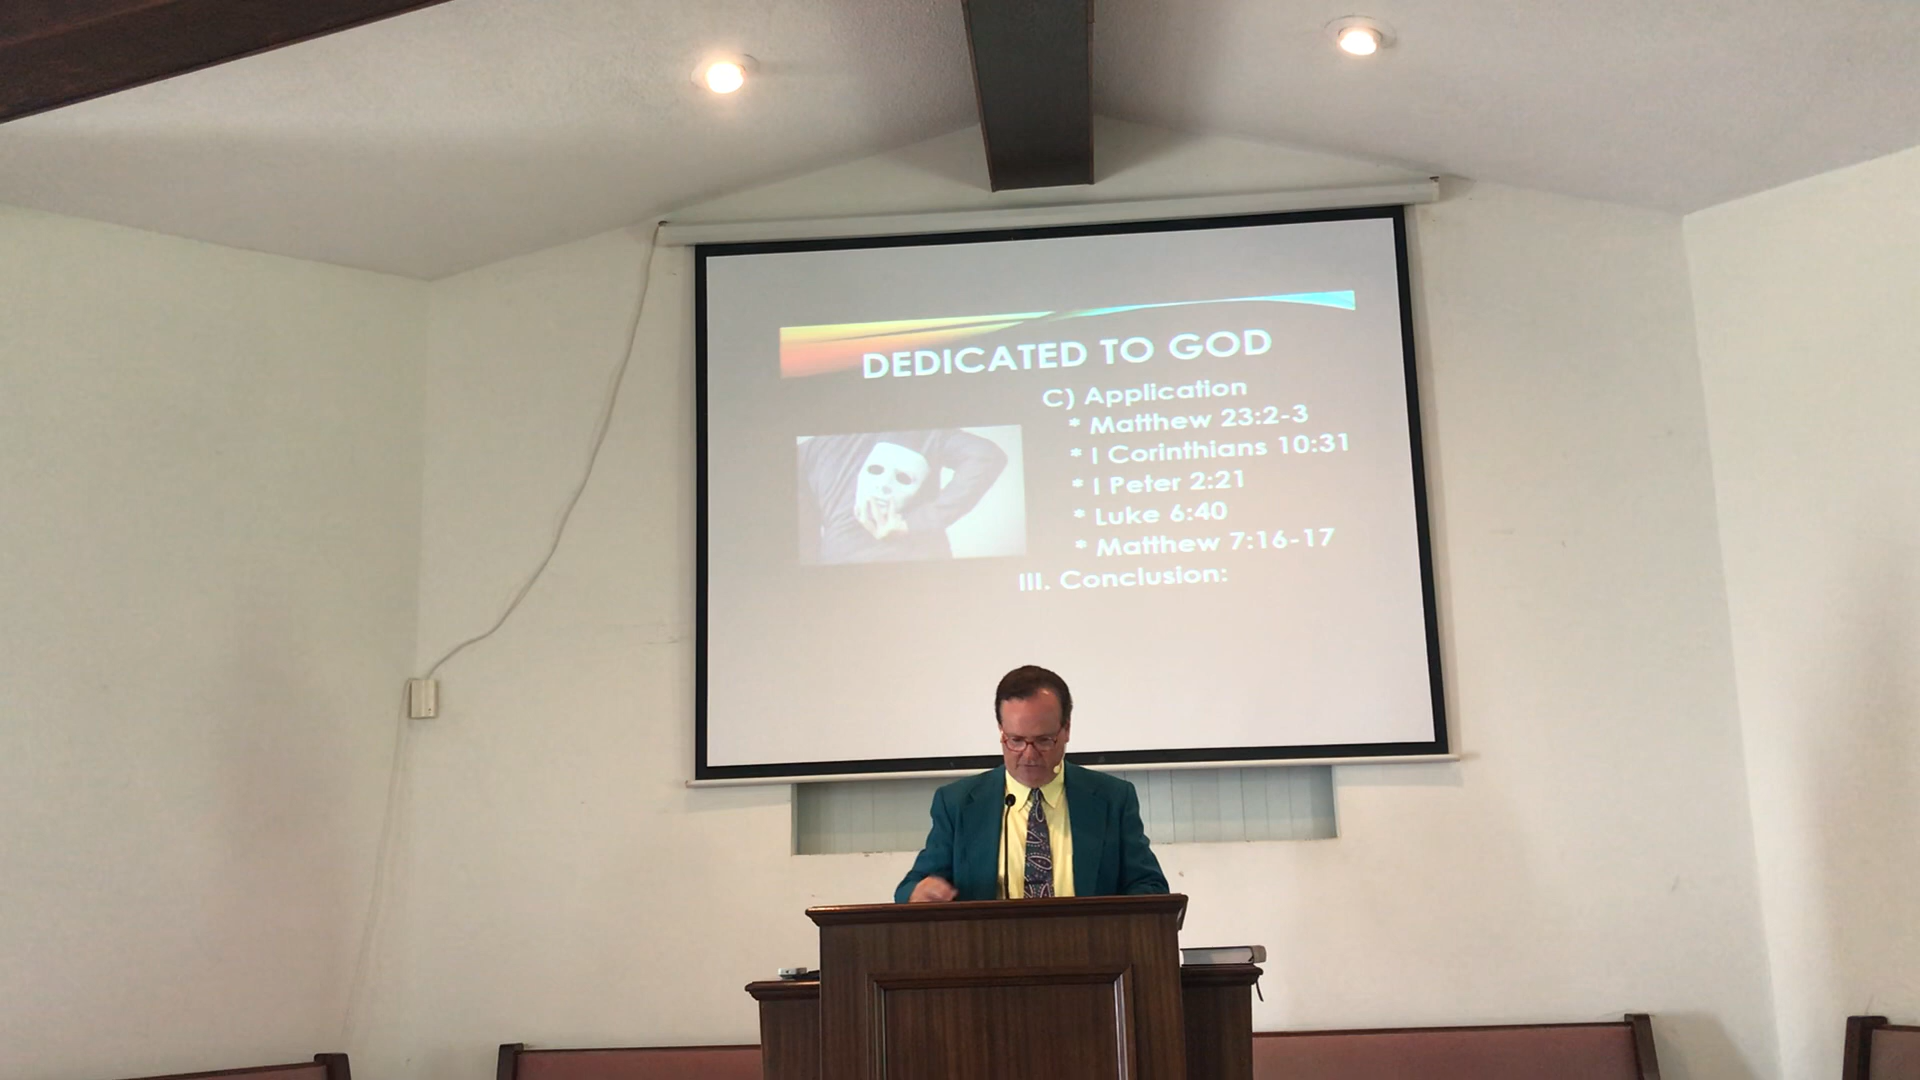 DEDICATED TO GOD
C) Application
* Matthew 23:2-3
* I Corinthians 10:31
* I Peter 2:21
* Luke 6:40
* Matthew 7:16-17
III. Conclusion: